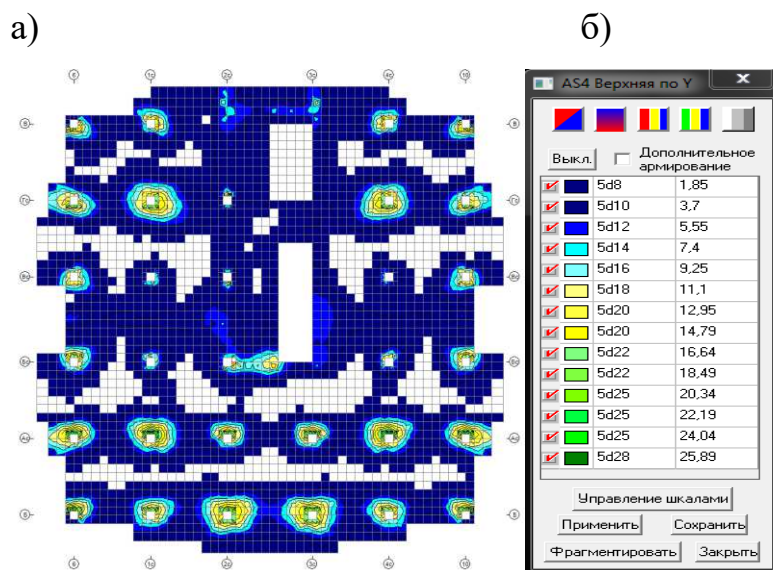 а) б)
AS4 Верхняя по Y
Выкл. Дополнительное армирование
5d8 1,85
5d10 3,7
5d12 5,55
5d14 7,4
5d16 9,25
5d18 11,1
5d20 12,95
5d20 14,79
5d22 16,64
5d22 18,49
5d25 20,34
5d25 22,19
5d25 24,04
5d28 25,89
Управление шкалами
Применить Сохранить
Фрагментировать Закрыть